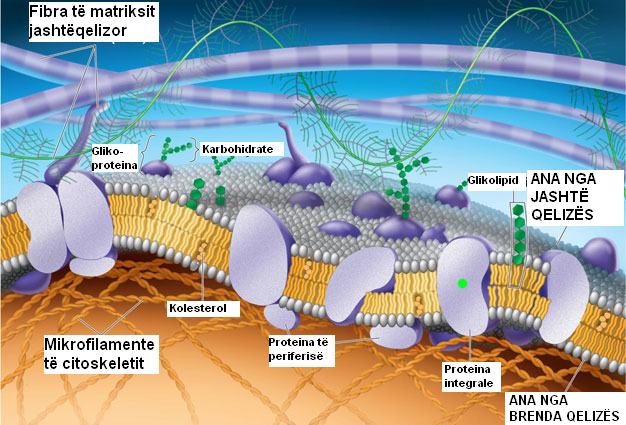 Fibra të matriksit
jashtëqelizor
Gliko-
proteina
Karbohidrate
Glikolipid
ANA NGA
JASHTË
QELIZËS
Kolesterol
Mikrofilamente
të citoskeletit
Proteina të
periferisë
Proteina
integrale
ANA NGA
BRENDA QELIZËS